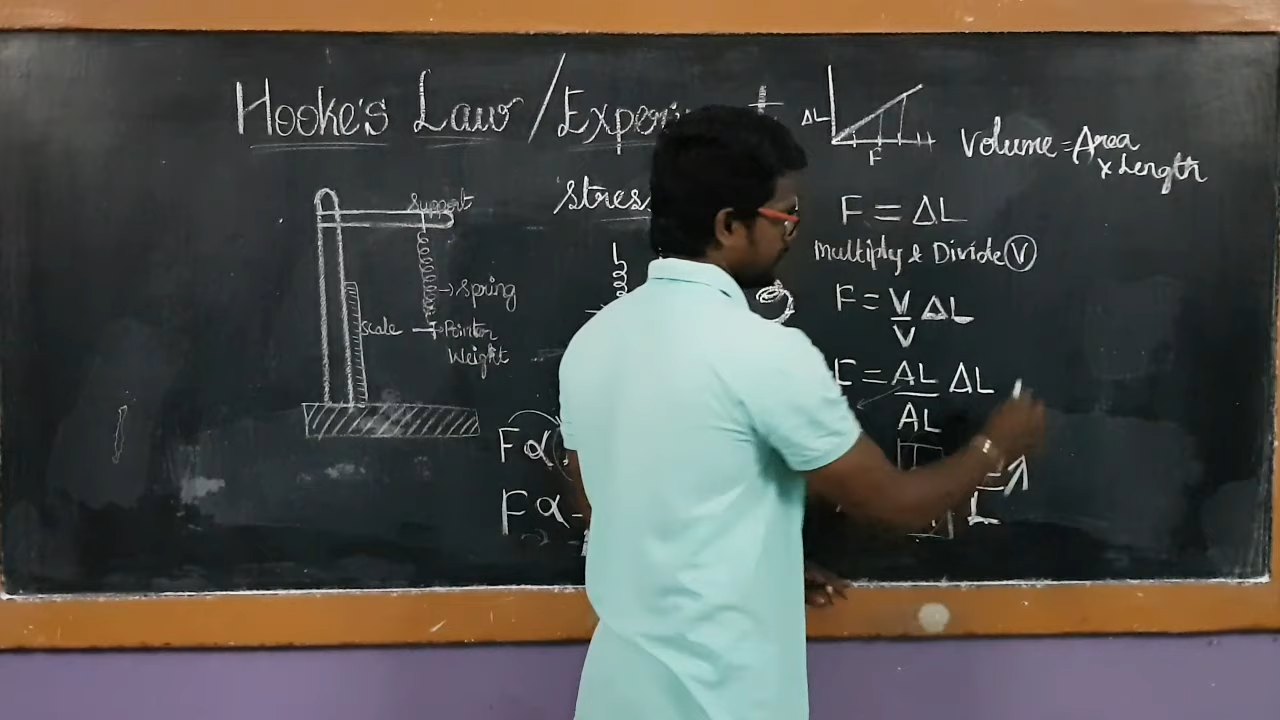 Hooke's Law / Experi
Stress
Support
Spring
Scale
Pointer
Weight
F α
F α
ΔL
F
Volume = Area
x Length
F = ΔL
Multiply & Divide V
F = V/V ΔL
F = AL/AL ΔL
L